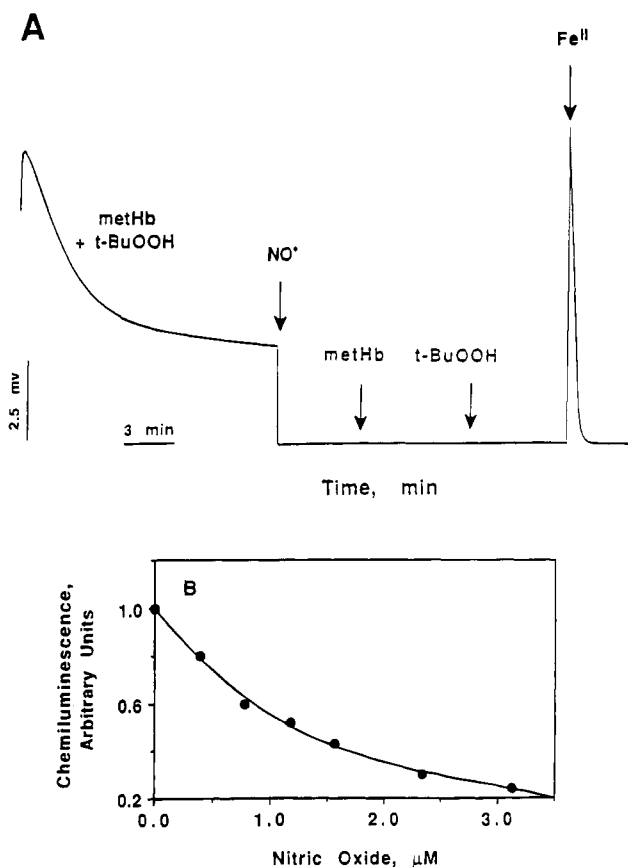 A
Fe^II
metHb
+ t-BuOOH
NO•
metHb
t-BuOOH
2.5 mv
3 min
Time, min
B
Chemiluminescence,
Arbitrary Units
1.0
0.6
0.2
0.0
1.0
2.0
3.0
Nitric Oxide, μM